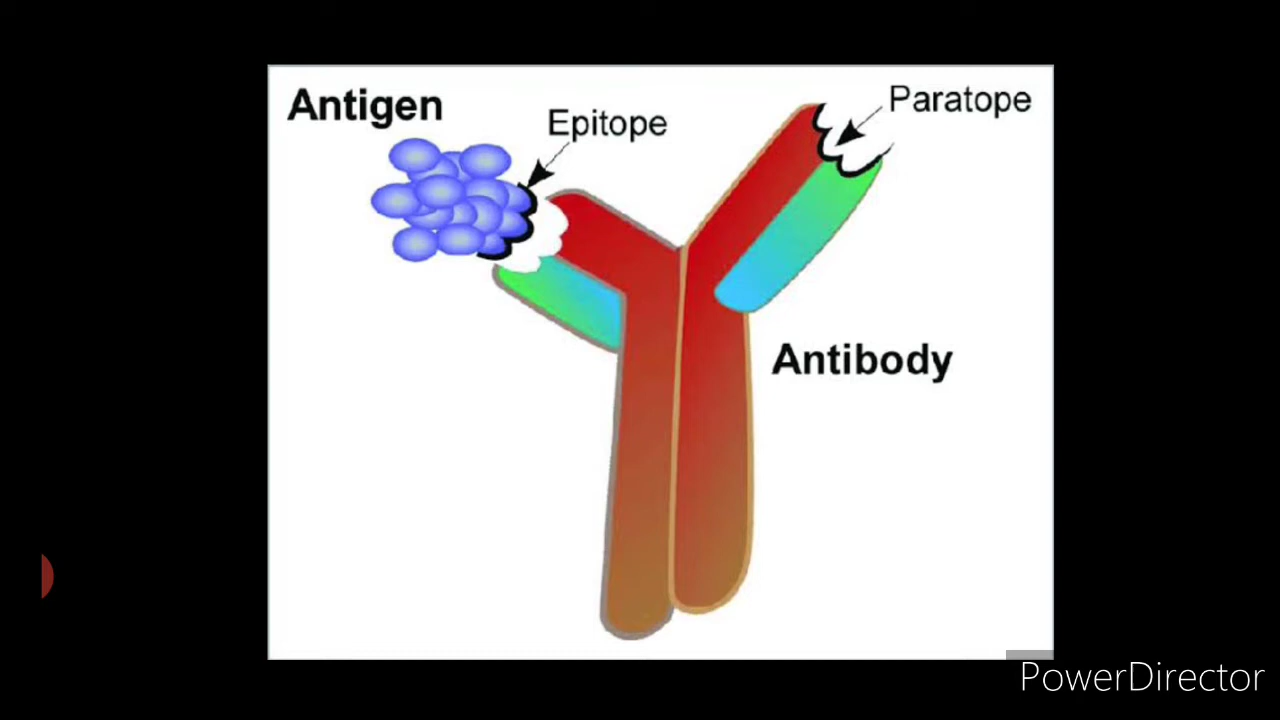 Antigen
Epitope
Paratope
Antibody
PowerDirector